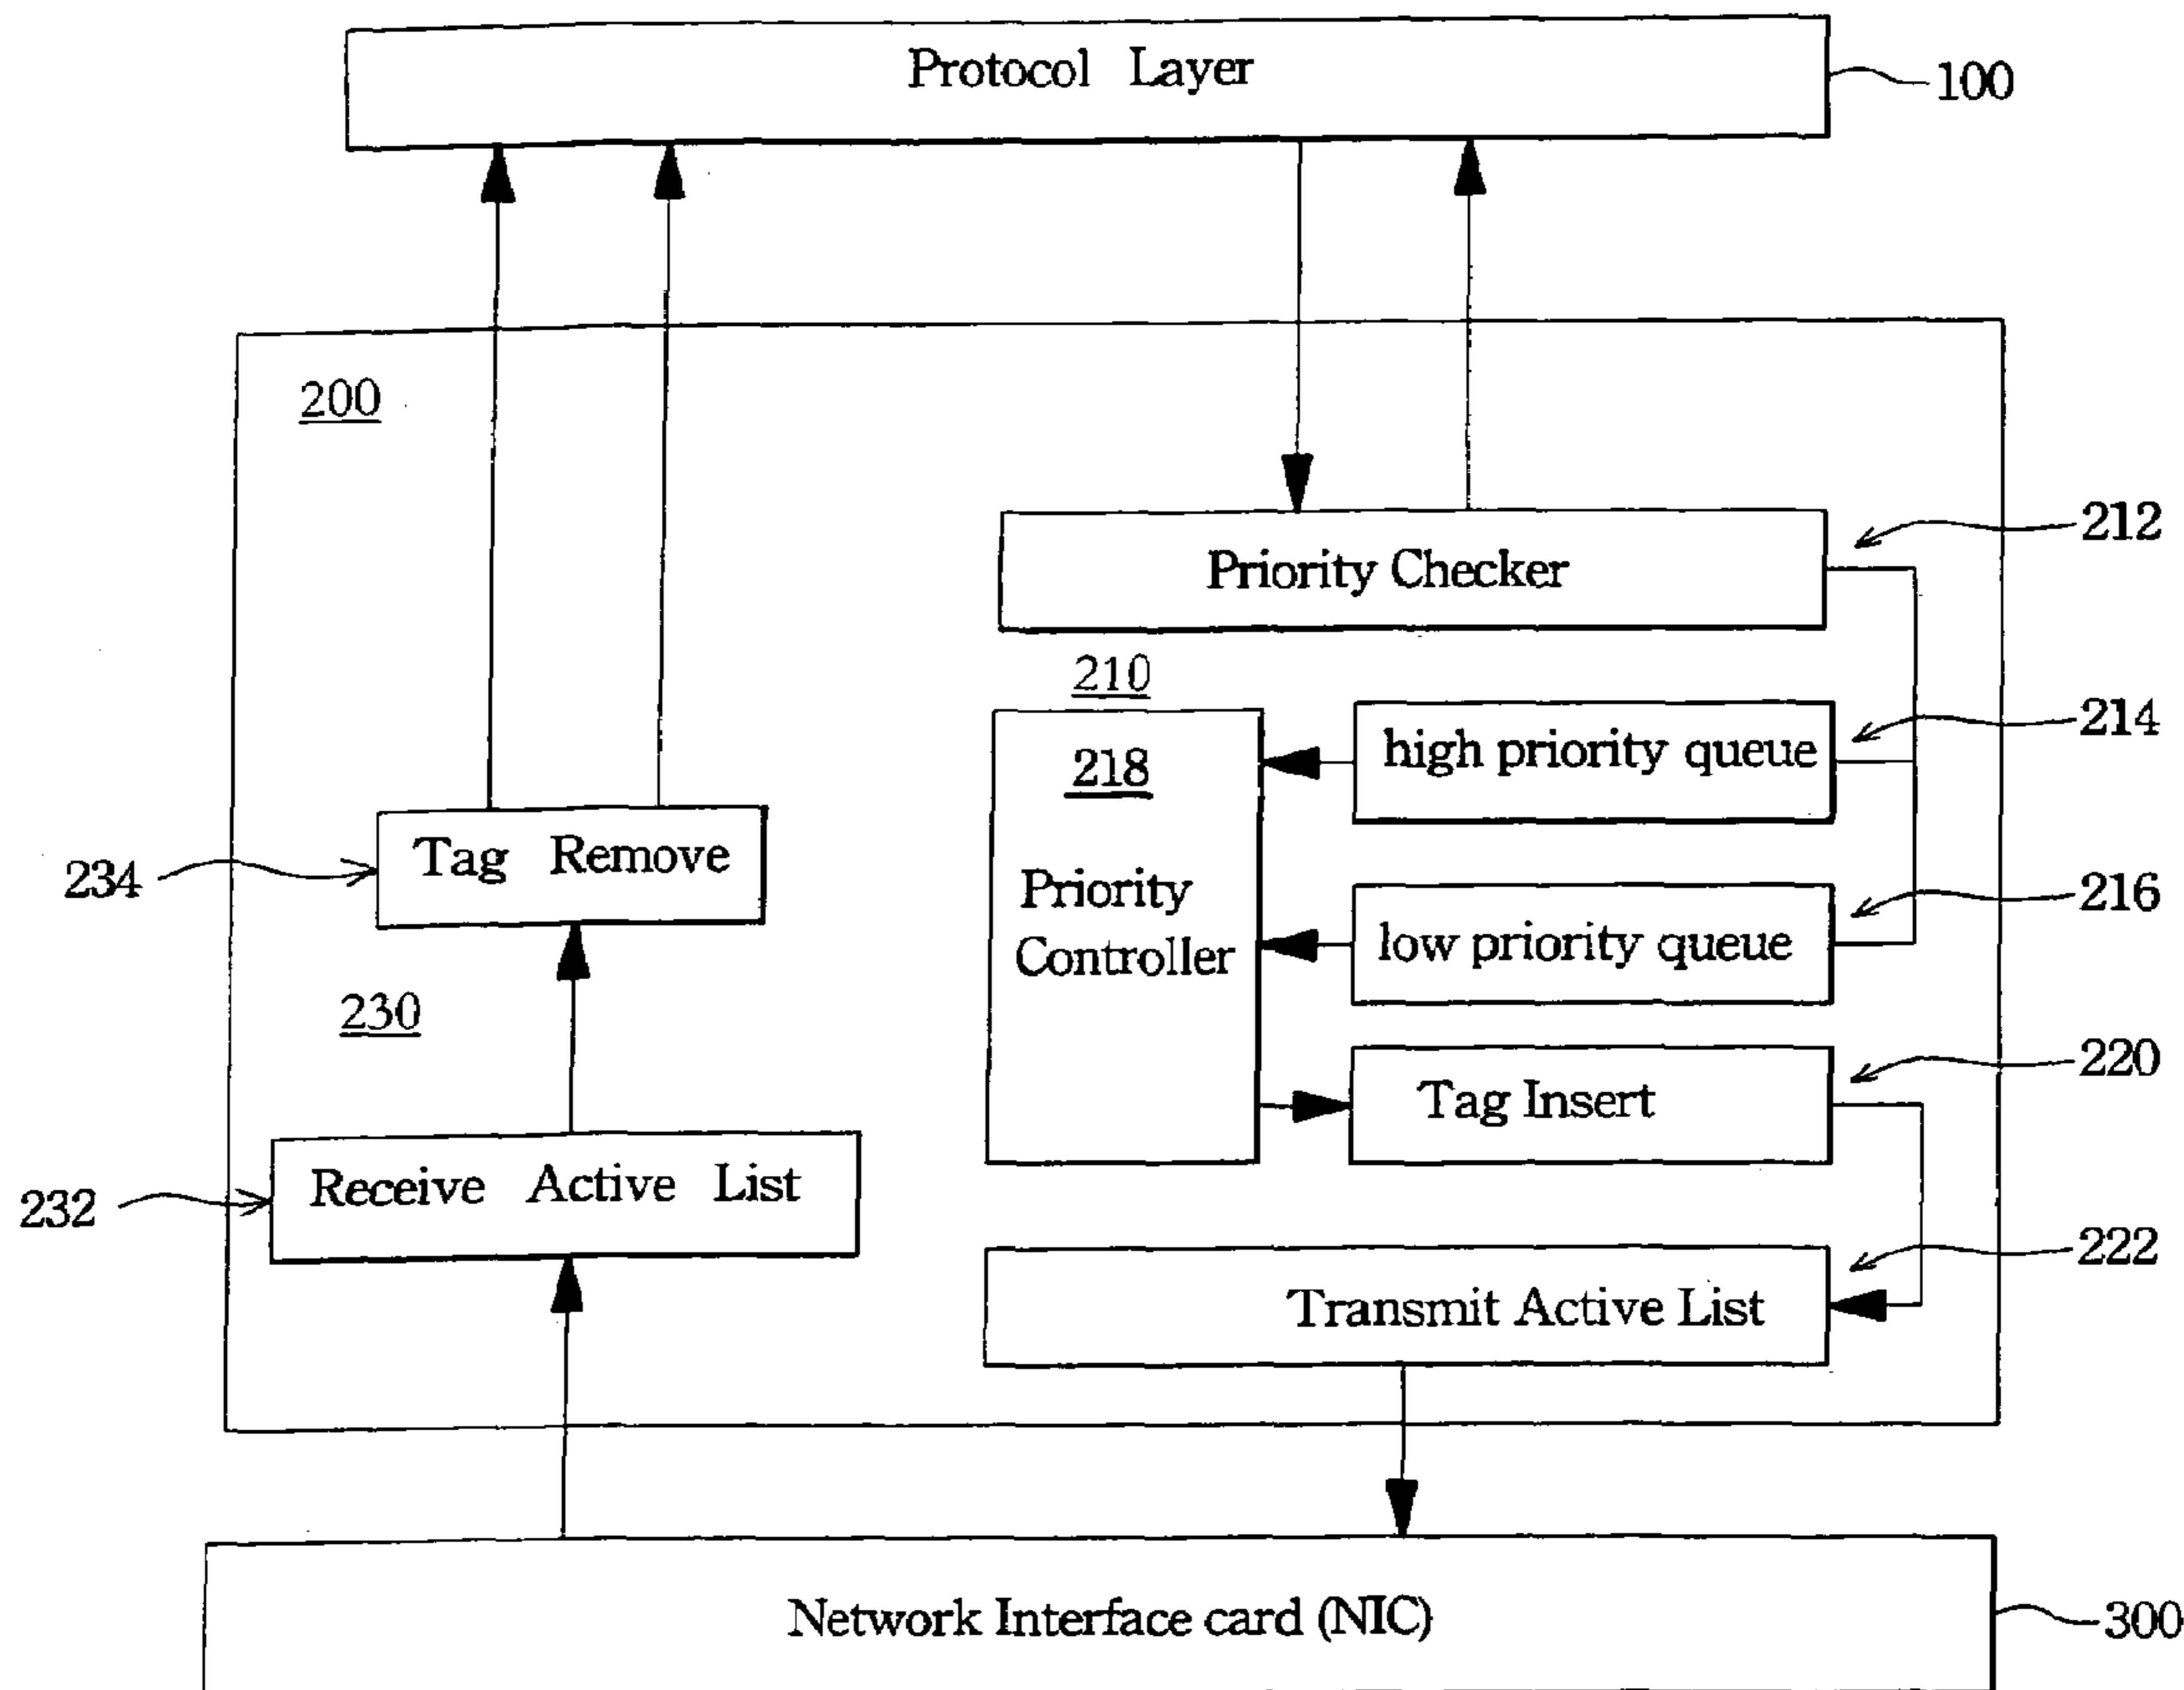 Protocol Layer
100
200
212
Priority Checker
210
214
high priority queue
218
234
Tag Remove
Priority
Controller
216
low priority queue
230
220
Tag Insert
232
Receive Active List
222
Transmit Active List
Network Interface card (NIC)
300